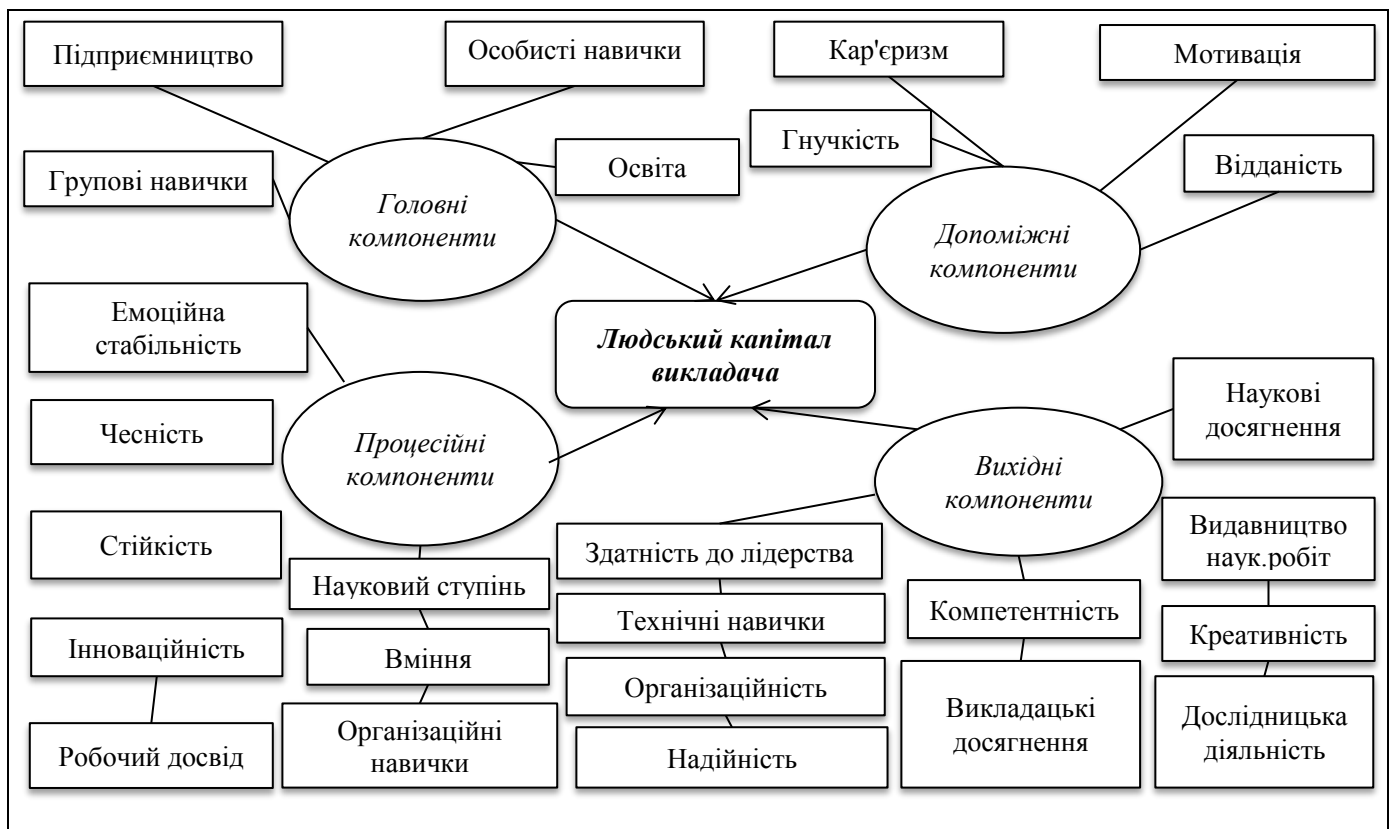 Підприємництво
Особисті навички
Кар'єризм
Мотивація
Групові навички
Освіта
Гнучкість
Відданість
Головні
компоненти
Допоміжні
компоненти
Емоційна
стабільність
Людський капітал
викладача
Чесність
Процесійні
компоненти
Вихідні
компоненти
Наукові
досягнення
Стійкість
Науковий ступінь
Здатність до лідерства
Видавництво
наук.робіт
Інноваційність
Вміння
Технічні навички
Компетентність
Креативність
Робочий досвід
Організаційні
навички
Організаційність
Надійність
Викладацькі
досягнення
Дослідницька
діяльність